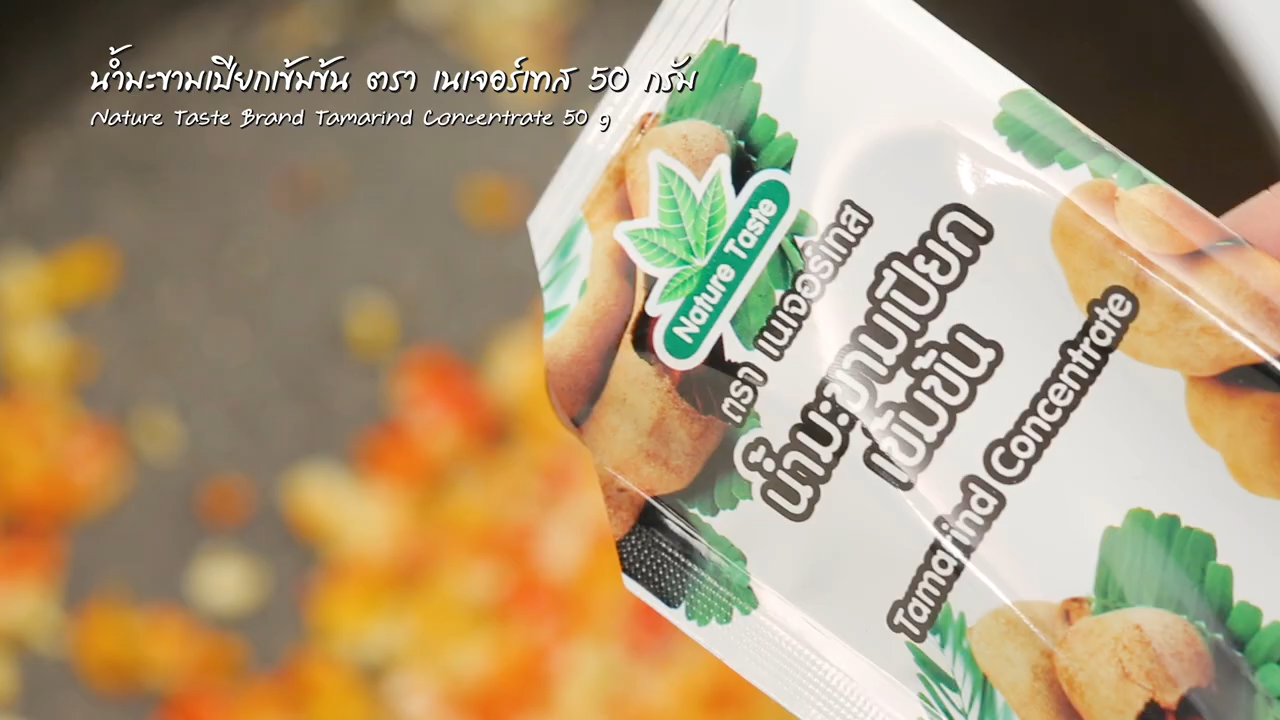 น้ำมะขามเปียกเข้มข้น ตรา เนเจอร์เทส 50 กรัม
Nature Taste Brand Tamarind Concentrate 50 g
Nature Taste
ตรา เนเจอร์เทส
น้ำมะขามเปียก
เข้มข้น
Tamarind Concentrate